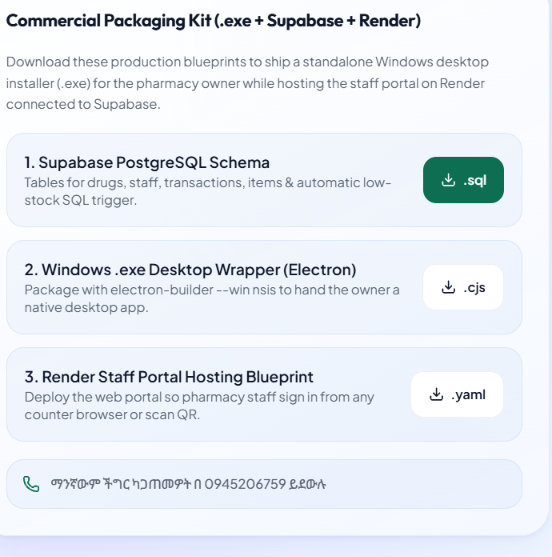 Commercial Packaging Kit (.exe + Supabase + Render)
Download these production blueprints to ship a standalone Windows desktop
installer (.exe) for the pharmacy owner while hosting the staff portal on Render
connected to Supabase.
1. Supabase PostgreSQL Schema
Tables for drugs, staff, transactions, items & automatic low-
stock SQL trigger.
.sql
2. Windows .exe Desktop Wrapper (Electron)
Package with electron-builder --win nsis to hand the owner a
native desktop app.
.cjs
3. Render Staff Portal Hosting Blueprint
Deploy the web portal so pharmacy staff sign in from any
counter browser or scan QR.
.yaml
ማንኛውም ችግር ካጋጠመዎት በ 0945206759 ይደውሉ